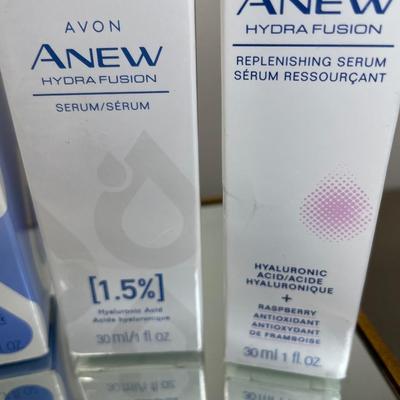 AVON
ANEW
HYDRA FUSION
SERUM/SÉRUM
[1.5%]
Hyaluronic Acid
Acide hyaluronique
30 ml/1 fl. oz.
ANEW
HYDRA FUSION
REPLENISHING SERUM
SÉRUM RESSOURÇANT
HYALURONIC
ACID/ACIDE
HYALURONIQUE
+
RASPBERRY
ANTIOXIDANT
ANTIOXYDANT
DE FRAMBOISE
30 ml 1 fl. oz.
fl. oz.